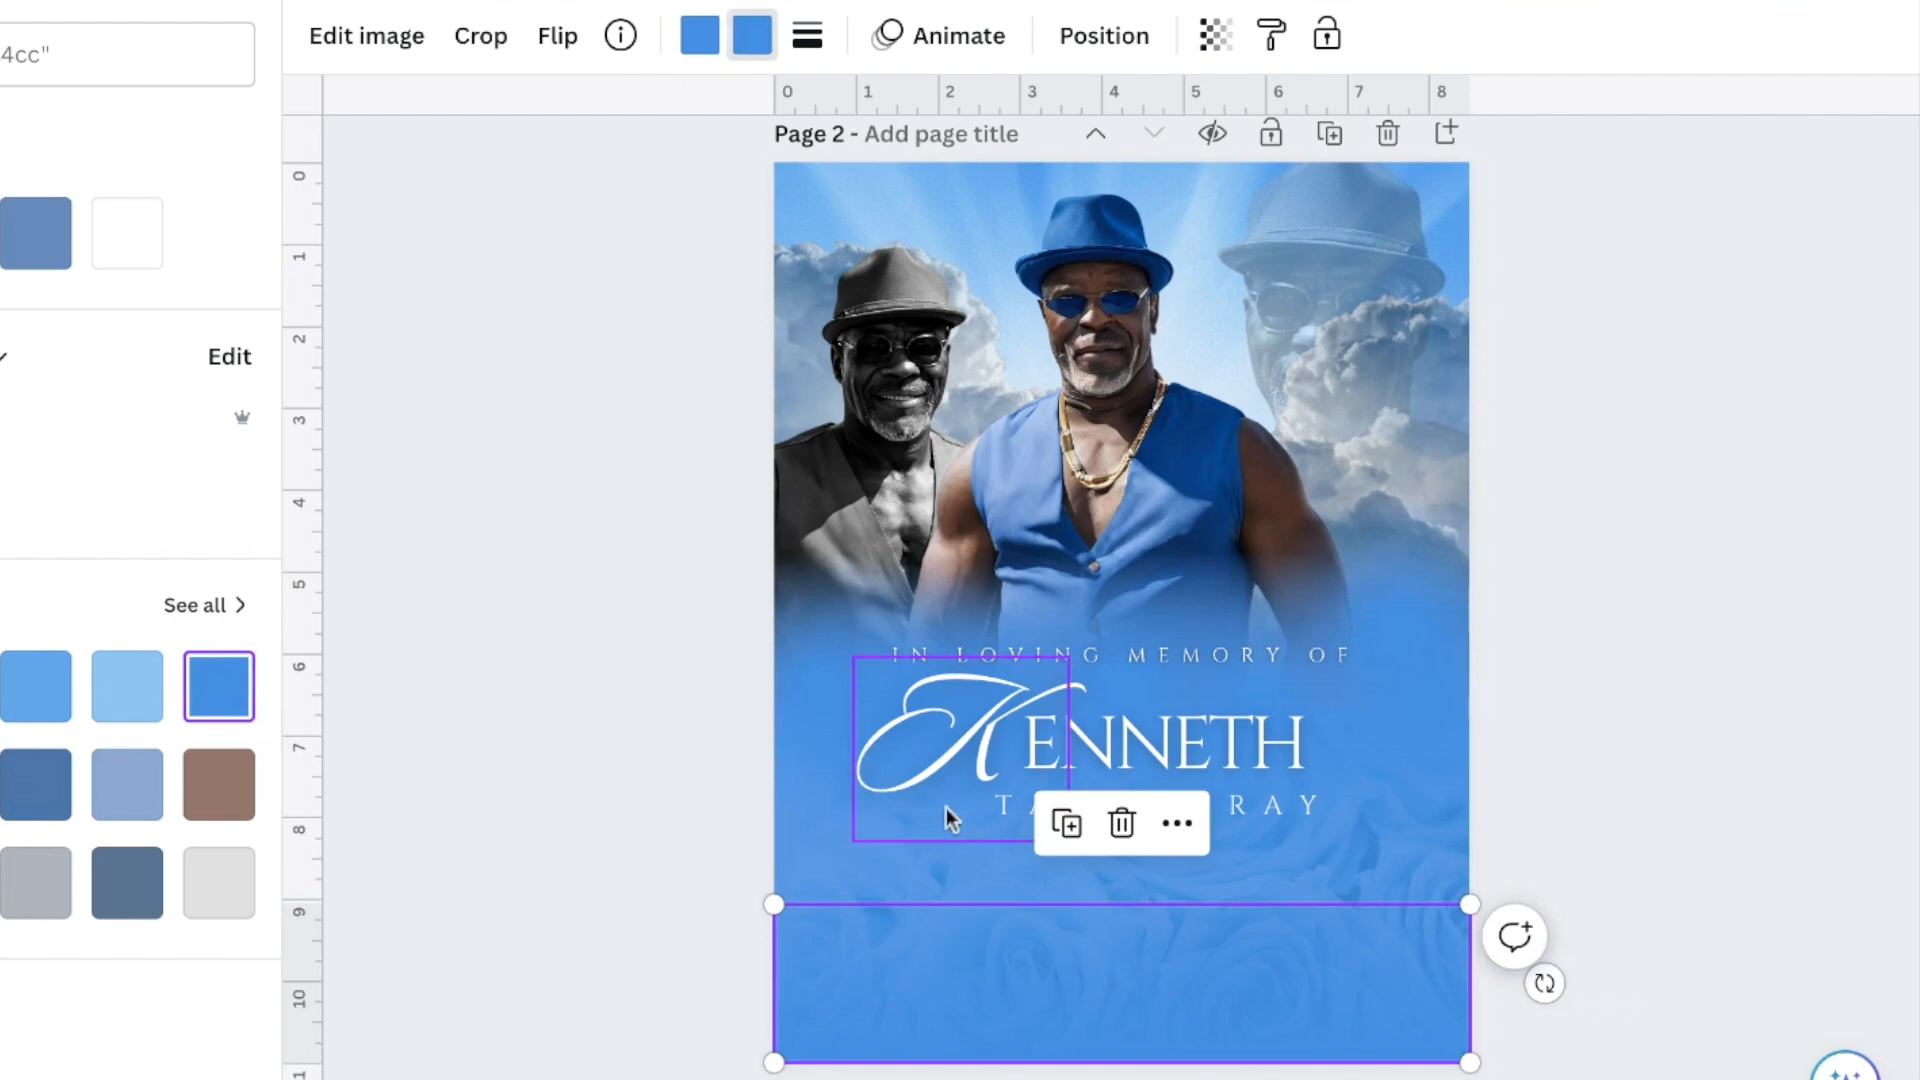 4cc"
Edit image Crop Flip Animate Position
0 1 2 3 4 5 6 7 8
Page 2 - Add page title
Edit
See all
0
1
2
3
4
5
6
7
8
9
10
1
IN LOVING MEMORY OF
KENNETH
RAY